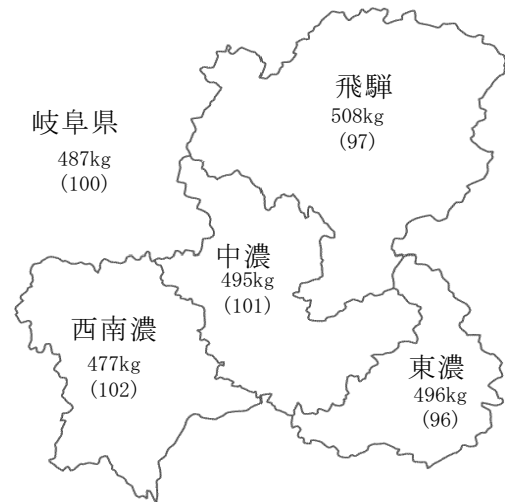 岐阜県
487kg
(100)
飛騨
508kg
(97)
中濃
495kg
(101)
西南濃
477kg
(102)
東濃
496kg
(96)